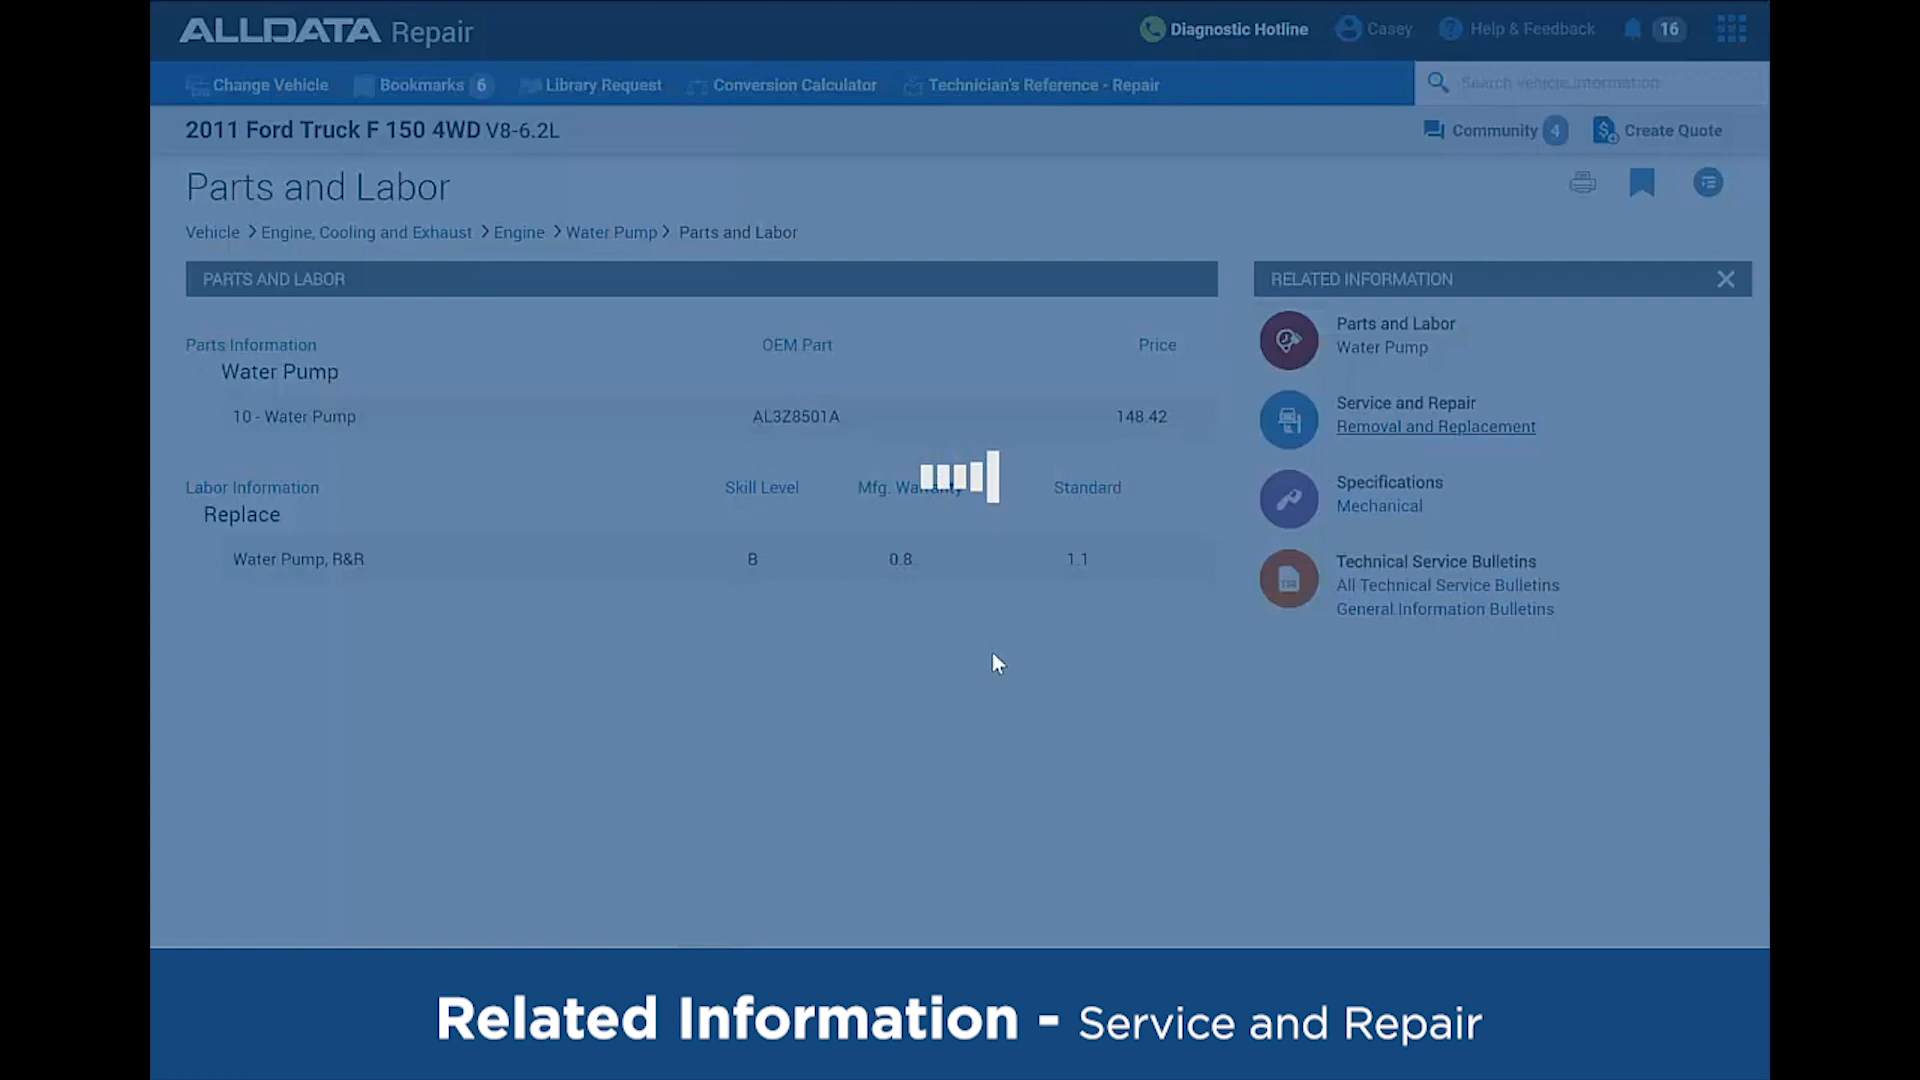 ALLDATA Repair
Diagnostic Hotline
Casey
Help & Feedback
16
Change Vehicle
Bookmarks 6
Library Request
Conversion Calculator
Technician's Reference - Repair
Search vehicle information
2011 Ford Truck F 150 4WD V8-6.2L
Community 4
Create Quote
Parts and Labor
Vehicle > Engine, Cooling and Exhaust > Engine > Water Pump > Parts and Labor
PARTS AND LABOR
Parts Information OEM Part Price
Water Pump
10 - Water Pump AL3Z8501A 148.42
Labor Information Skill Level Mfg. Warranty Standard
Replace
Water Pump, R&R B 0.8 1.1
RELATED INFORMATION
Parts and Labor
Water Pump
Service and Repair
Removal and Replacement
Specifications
Mechanical
TSB
Technical Service Bulletins
All Technical Service Bulletins
General Information Bulletins
Related Information - Service and Repair